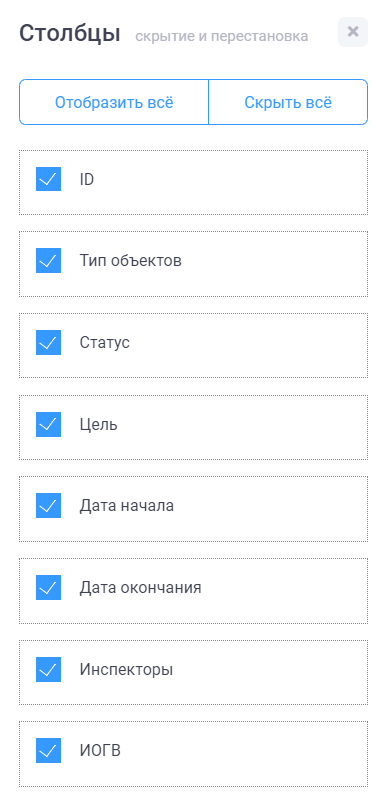 Столбцы скрытие и перестановка
Отобразить всё Скрыть всё
ID
Тип объектов
Статус
Цель
Дата начала
Дата окончания
Инспекторы
ИОГВ